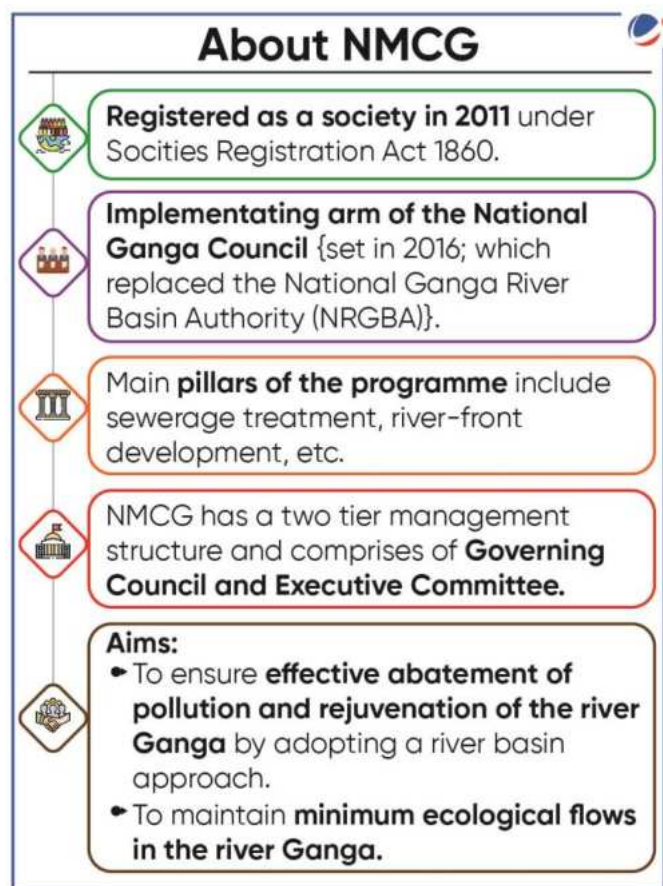 About NMCG
Registered as a society in 2011 under
Socities Registration Act 1860.
Implementating arm of the National
Ganga Council {set in 2016; which
replaced the National Ganga River
Basin Authority (NRGBA)}.
Main pillars of the programme include
sewerage treatment, river-front
development, etc.
NMCG has a two tier management
structure and comprises of Governing
Council and Executive Committee.
Aims:
To ensure effective abatement of
pollution and rejuvenation of the river
Ganga by adopting a river basin
approach.
To maintain minimum ecological flows
in the river Ganga.